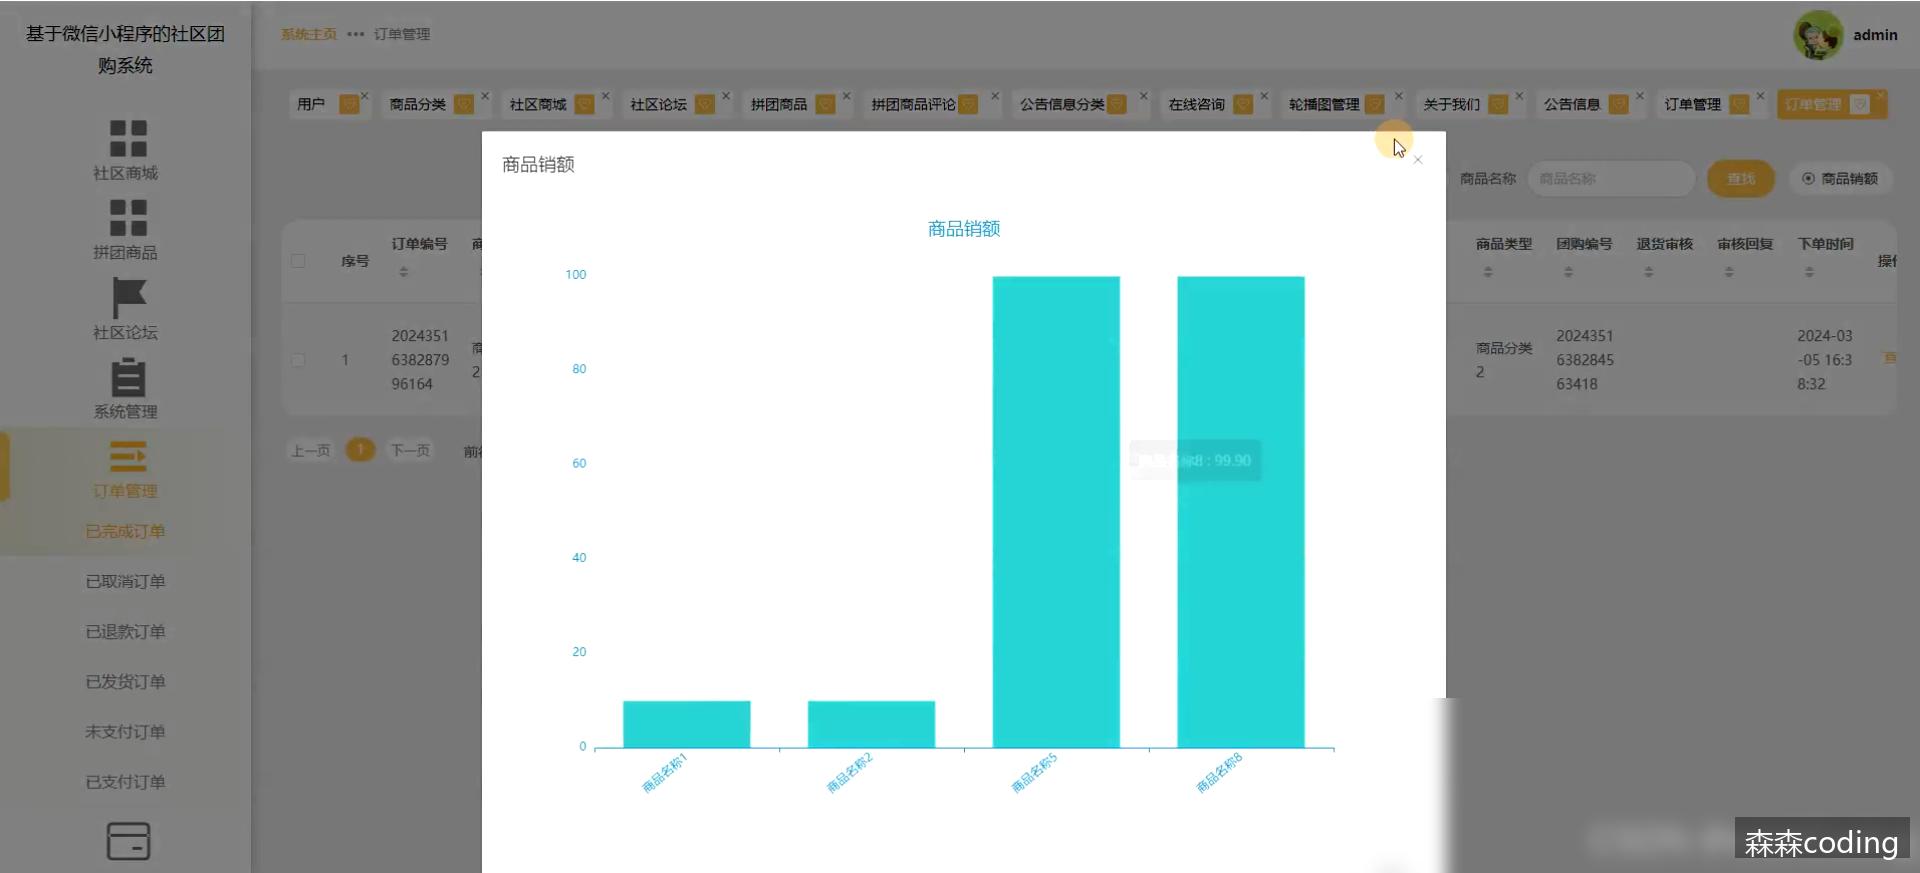 基于微信小程序的社区团
购系统
系统主页 ••• 订单管理
admin
用户
商品分类
社区商城
社区论坛
拼团商品
拼团商品评论
公告信息分类
在线咨询
轮播图管理
关于我们
公告信息
订单管理
订单管理
社区商城
拼团商品
社区论坛
系统管理
订单管理
已完成订单
已取消订单
已退款订单
已发货订单
未支付订单
已支付订单
商品名称
商品名称
查找
商品销额
序号
订单编号
商品类型
团购编号
退货审核
审核回复
下单时间
1
2024351
6382879
96164
2
商品分类
2
2024351
6382845
63418
2024-03
-05 16:3
8:32
上一页
1
下一页
商品销额
商品销额
100
80
60
40
20
0
商品名称8 : 99.90
商品名称1
商品名称2
商品名称5
商品名称8
森森coding